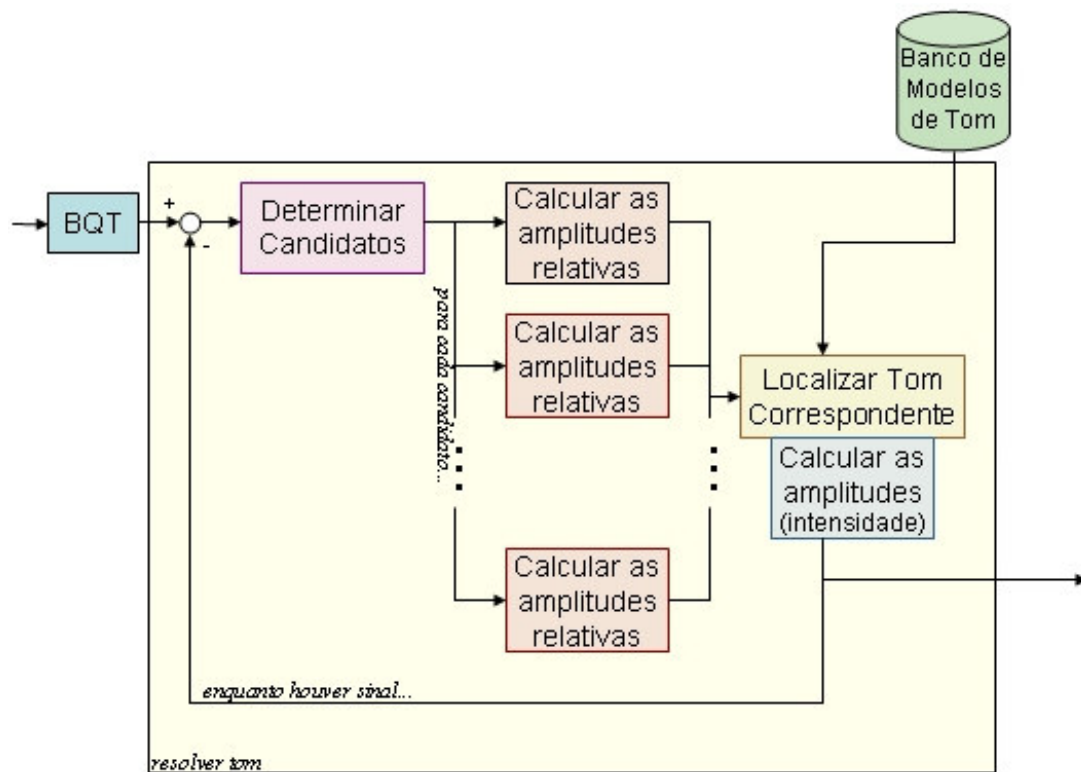 Banco de
Modelos
de Tom
BQT
+
-
Determinar
Candidatos
para cada candidato...
Calcular as
amplitudes
relativas
Calcular as
amplitudes
relativas
Calcular as
amplitudes
relativas
Localizar Tom
Correspondente
Calcular as
amplitudes
(intensidade)
enquanto houver sinal...
resolver tom